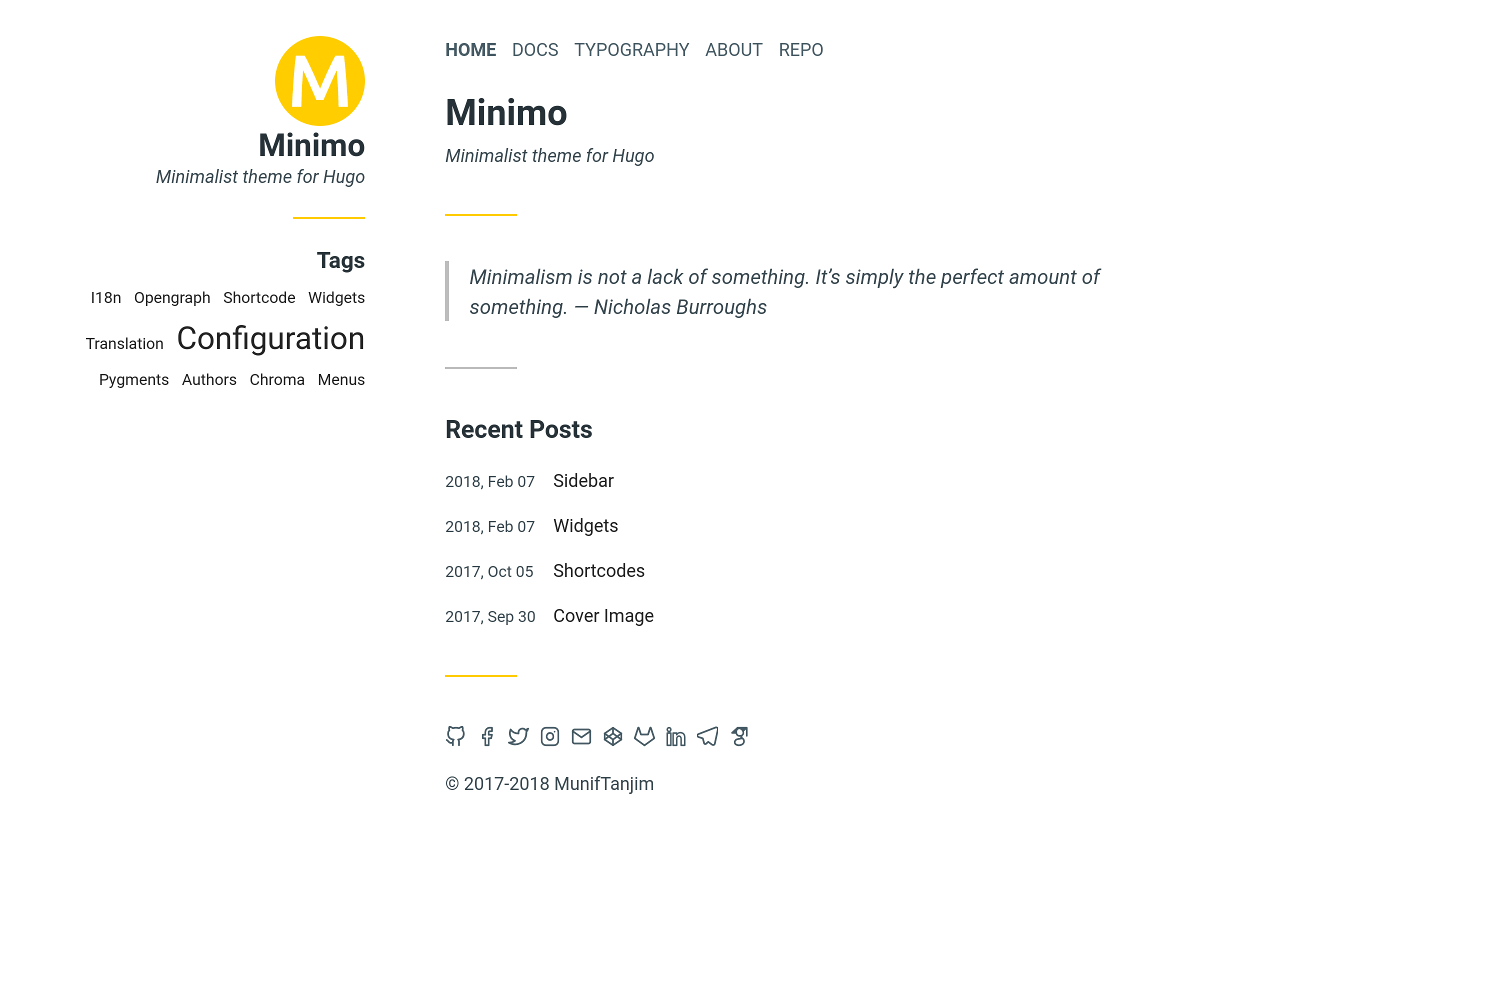 M
Minimo
Minimalist theme for Hugo
Tags
I18n Opengraph Shortcode Widgets
Translation Configuration
Pygments Authors Chroma Menus
HOME DOCS TYPOGRAPHY ABOUT REPO
Minimo
Minimalist theme for Hugo
Minimalism is not a lack of something. It’s simply the perfect amount of
something. — Nicholas Burroughs
Recent Posts
2018, Feb 07 Sidebar
2018, Feb 07 Widgets
2017, Oct 05 Shortcodes
2017, Sep 30 Cover Image
© 2017-2018 MunifTanjim